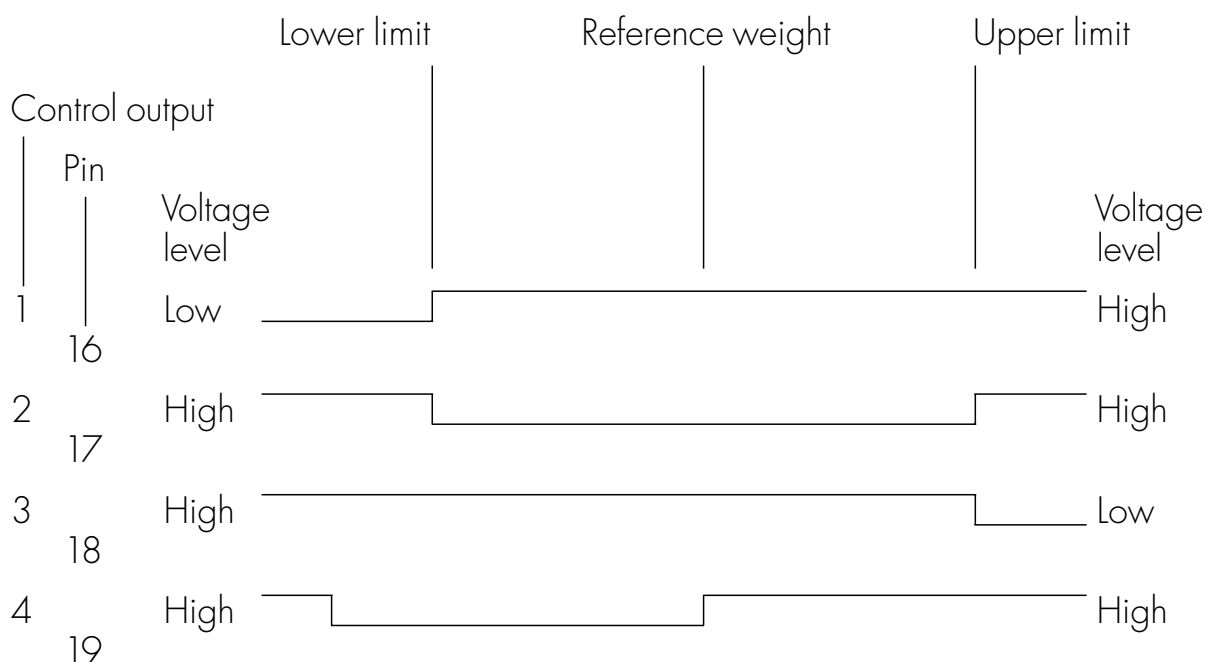 Lower limit Reference weight Upper limit
Control output
Pin
Voltage
level
Voltage
level
1 Low High
16
2 High High
17
3 High Low
18
4 High High
19